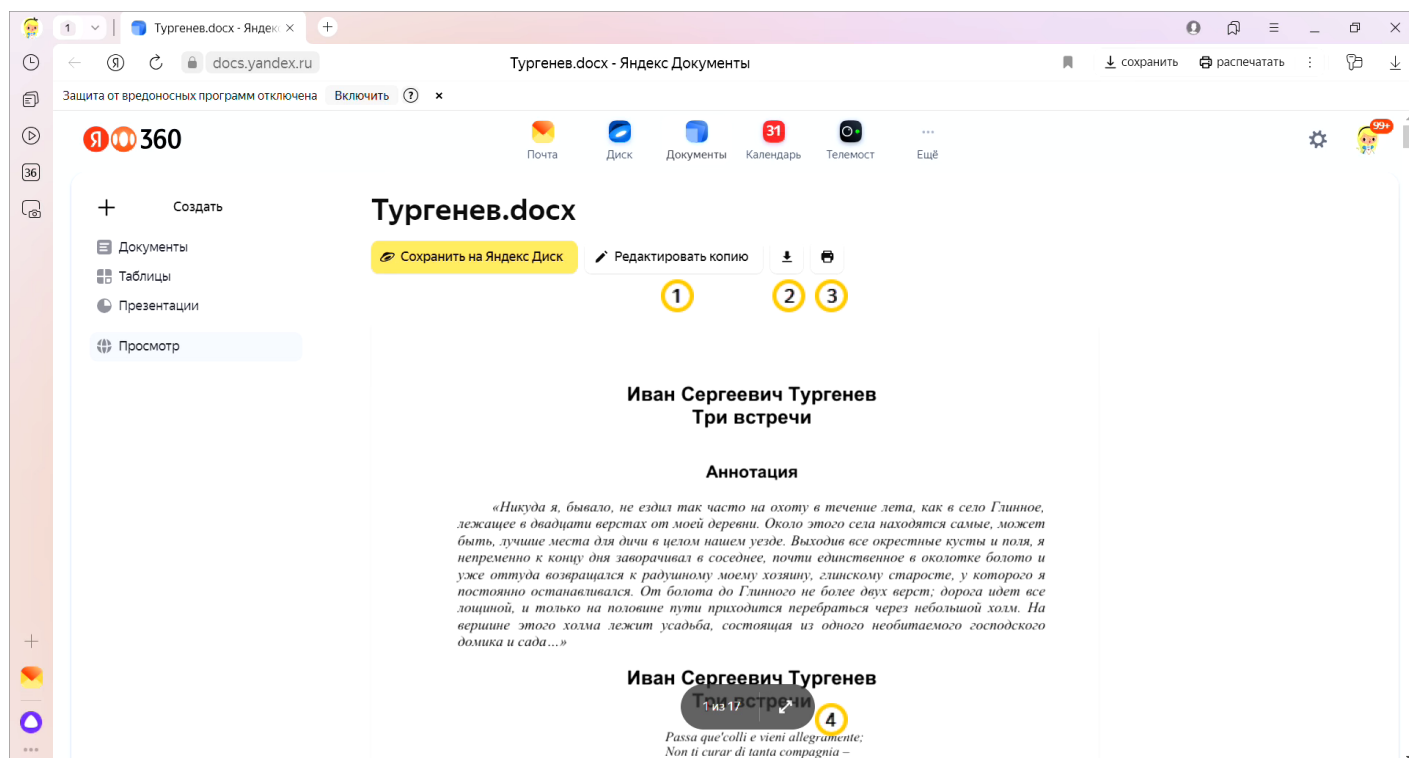 1
Тургенев.docx - Яндек
docs.yandex.ru
Тургенев.docx - Яндекс Документы
сохранить
распечатать
Защита от вредоносных программ отключена
Включить
?
36
Я 360
Почта
Диск
Документы
31
Календарь
Телемост
Ещё
99+
Создать
Документы
Таблицы
Презентации
Просмотр
Тургенев.docx
Сохранить на Яндекс Диск
Редактировать копию
1
2
3
Иван Сергеевич Тургенев
Три встречи
Аннотация
«Никуда я, бывало, не ездил так часто на охоту в течение лета, как в село Глинное,
лежащее в двадцати верстах от моей деревни. Около этого села находятся самые, может
быть, лучшие места для дичи в целом нашем уезде. Выходив все окрестные кусты и поля, я
непременно к концу дня заворачивал в соседнее, почти единственное в околотке болото и
уже оттуда возвращался к радушному моему хозяину, глинскому старосте, у которого я
постоянно останавливался. От болота до Глинного не более двух верст; дорога идет все
лощиной, и только на половине пути приходится перебраться через небольшой холм. На
вершине этого холма лежит усадьба, состоящая из одного необитаемого господского
домика и сада…»
Иван Сергеевич Тургенев
Три встречи
1 из 17
4
Passa que'colli e vieni allegramente;
Non ti curar di tanta compagnia –